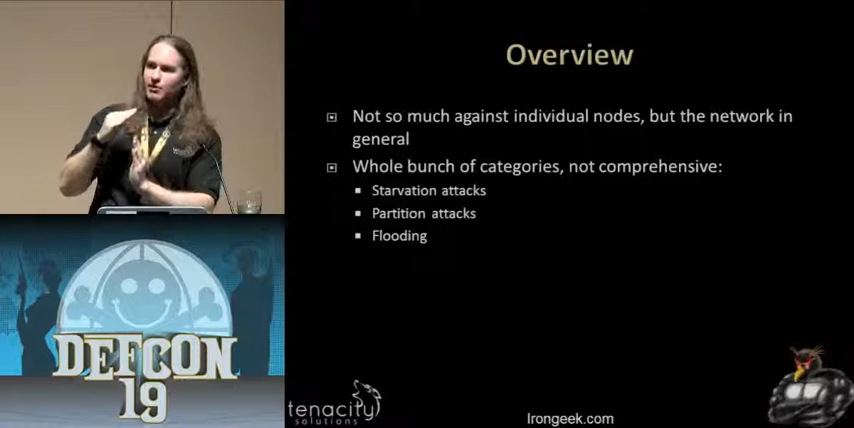 Overview
Not so much against individual nodes, but the network in
general
Whole bunch of categories, not comprehensive:
Starvation attacks
Partition attacks
Flooding
DEFCON
19
tenacity
solutions
Irongeek.com